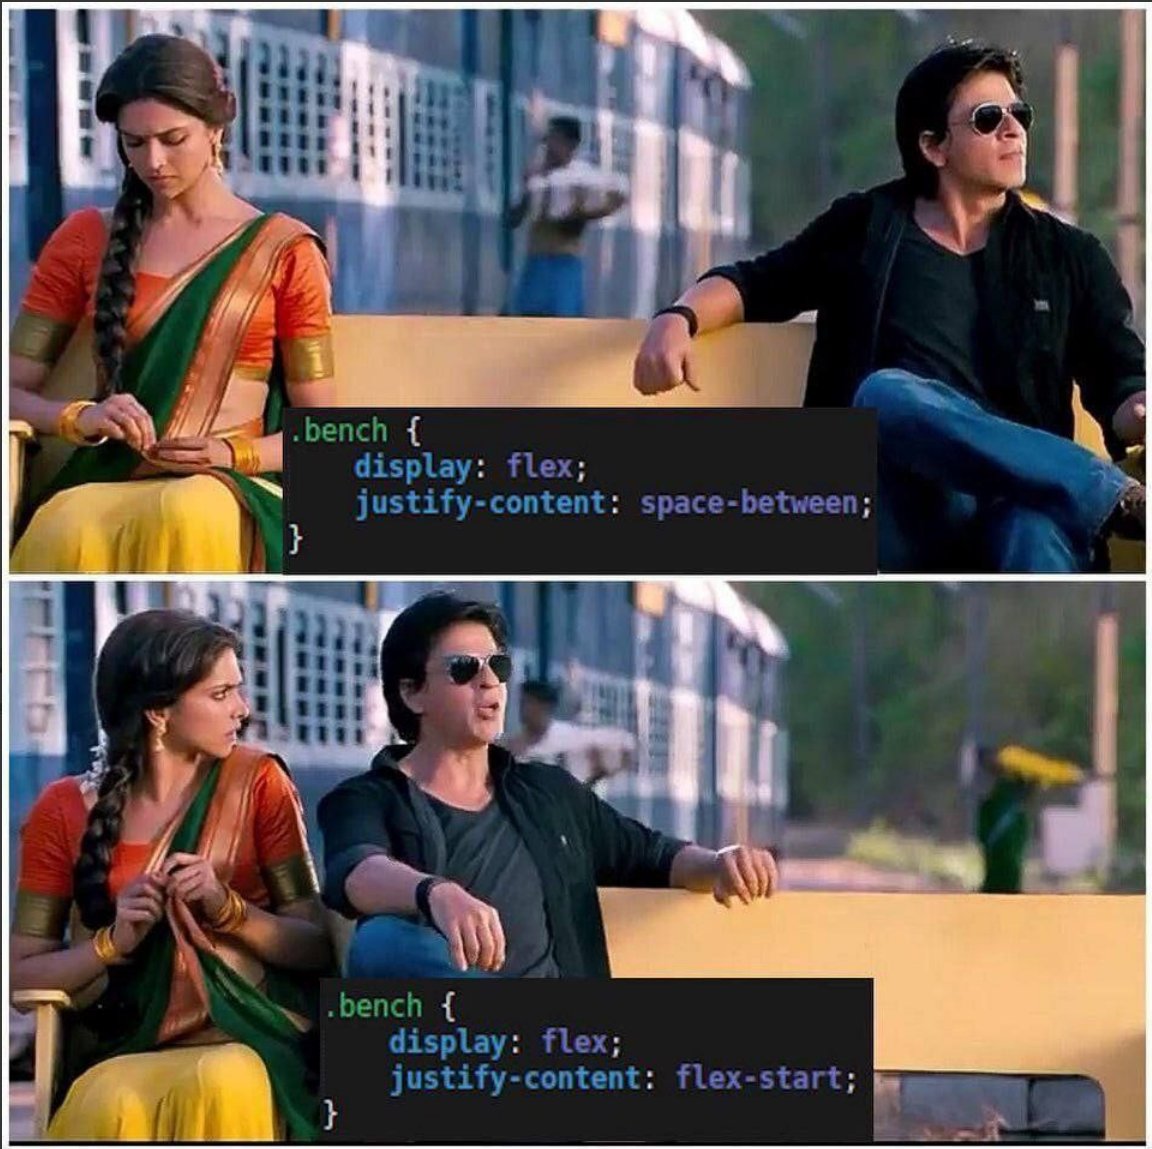 .bench {
    display: flex;
    justify-content: space-between;
}
.bench {
    display: flex;
    justify-content: flex-start;
}